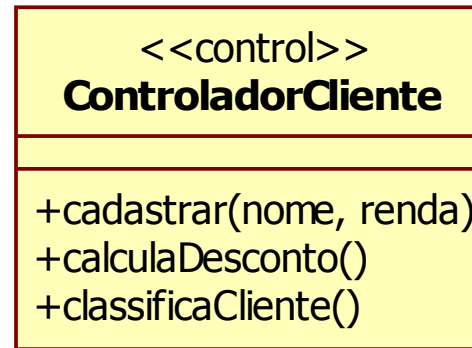 <<control>>
ControladorCliente
+cadastrar(nome, renda)
+calculaDesconto()
+classificaCliente()